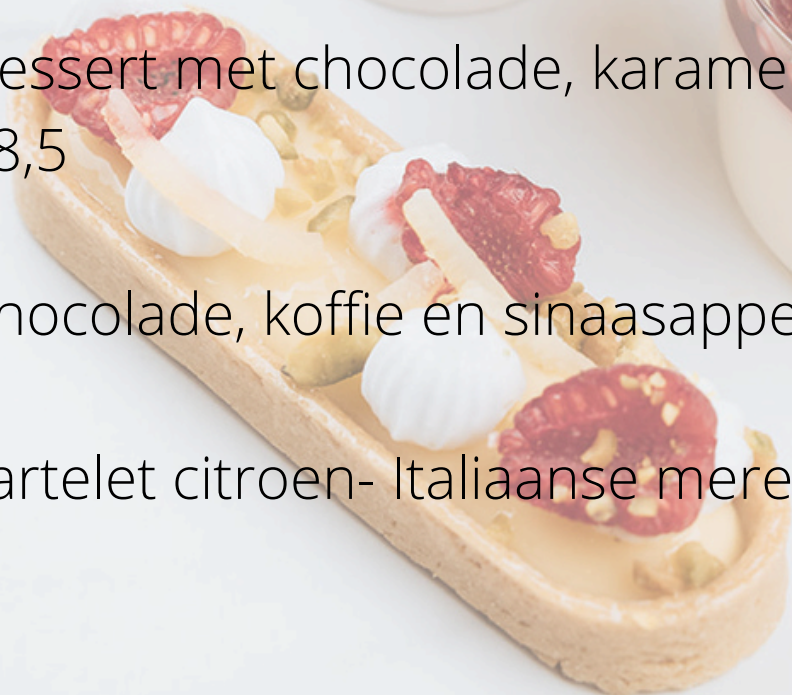 essert met chocolade, karame
8,5
hocolade, koffie en sinaasappe
artelet citroen- Italiaanse mere